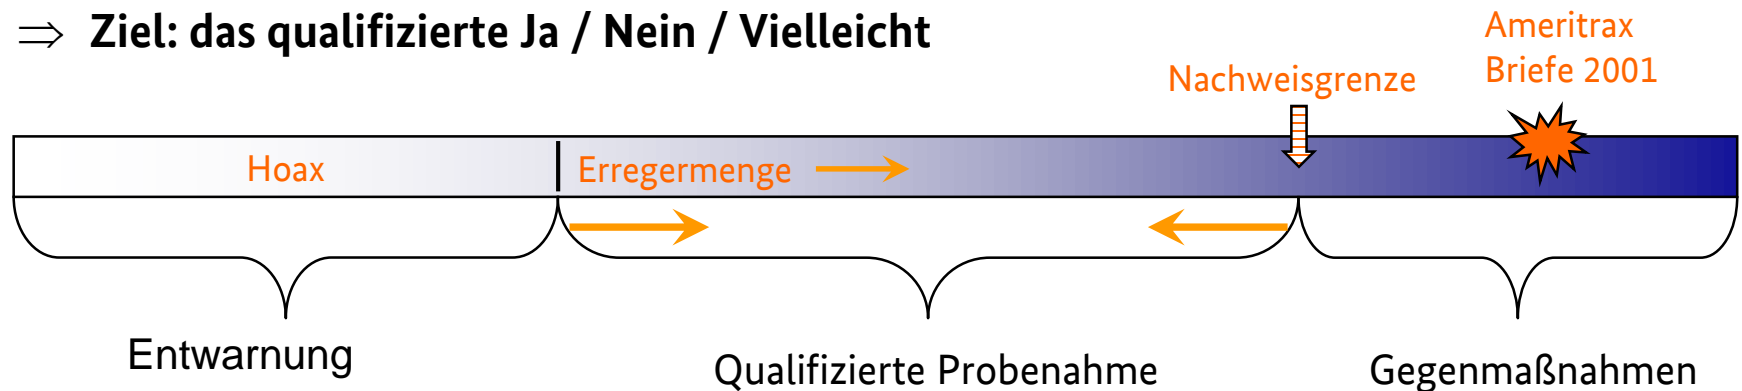 ⇒ Ziel: das qualifizierte Ja / Nein / Vielleicht
Ameritrax
Briefe 2001
Nachweisgrenze
Hoax
Erregermenge
Entwarnung
Qualifizierte Probenahme
Gegenmaßnahmen